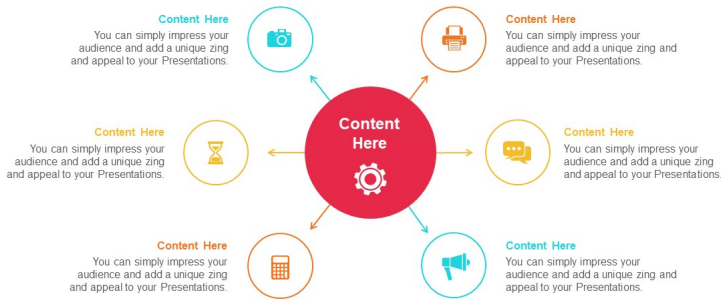 Content Here
You can simply impress your
audience and add a unique zing
and appeal to your Presentations.
Content Here
You can simply impress your
audience and add a unique zing and
appeal to your Presentations.
Content Here
You can simply impress your
audience and add a unique zing
and appeal to your Presentations.
Content
Here
Content Here
You can simply impress your
audience and add a unique zing
and appeal to your Presentations.
Content Here
You can simply impress your
audience and add a unique zing
and appeal to your Presentations.
Content Here
You can simply impress your
audience and add a unique zing and
appeal to your Presentations.